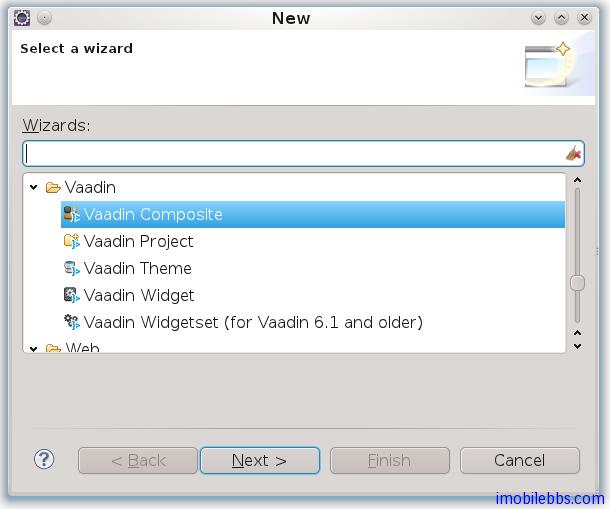 New
Select a wizard
Wizards:
Vaadin
Vaadin Composite
Vaadin Project
Vaadin Theme
Vaadin Widget
Vaadin Widgetset (for Vaadin 6.1 and older)
Web
? < Back Next > Finish Cancel
imobilebbs.com